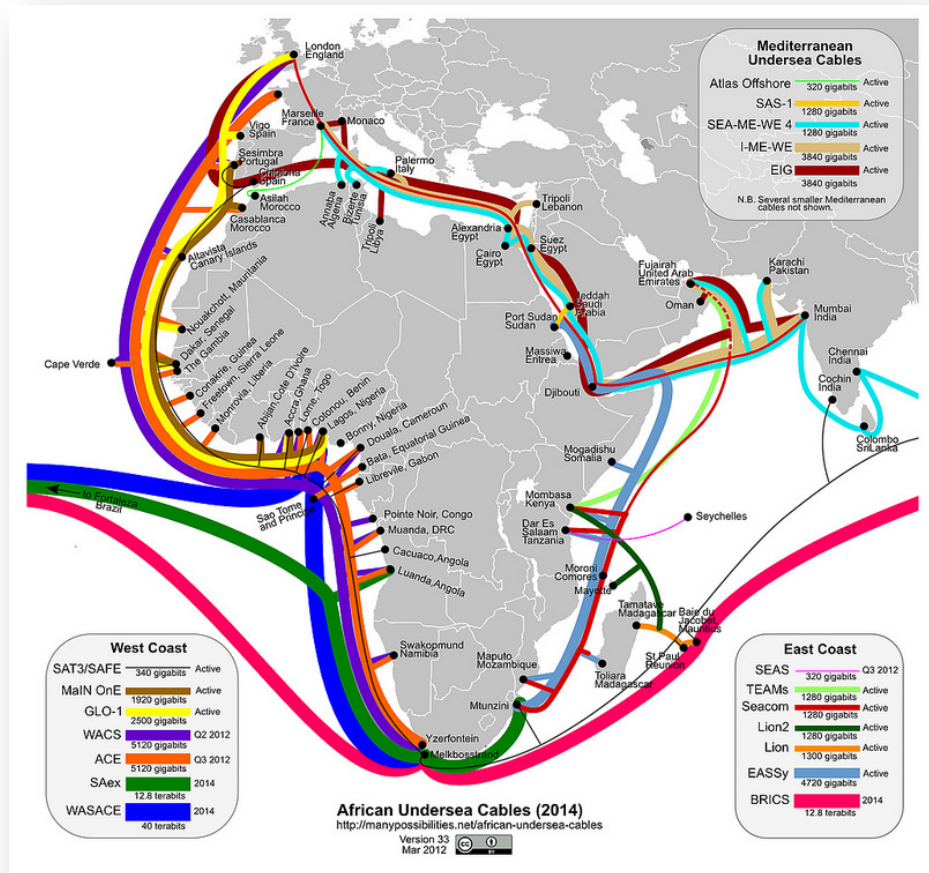 London
England
Vigo
Spain
Sesimbra
Portugal
Chipiona
Spain
Asilah
Morocco
Casablanca
Morocco
Altavista
Canary Islands
Nouakchott, Mauritania
Dakar, Senegal
The Gambia
Cape Verde
Conakrie, Guinea
Freetown, Sierra Leone
Monrovia, Liberia
Abijan, Cote D'Ivoire
Accra, Ghana
Lome, Togo
Cotonou, Benin
Lagos, Nigeria
Bonny, Nigeria
Douala, Cameroun
Bata, Equatorial Guinea
Libreville, Gabon
Sao Tome
and Principe
to Fortaleza
Brazil
Pointe Noir, Congo
Muanda, DRC
Cacuaco,Angola
Luanda,Angola
Swakopmund
Namibia
Yzerfontein
Melkbosstrand
Marseille
France
Monaco
Palermo
Italy
Annaba
Algeria
Bizerte
Tunisia
Tripoli
Libya
Tripoli
Lebanon
Alexandria
Egypt
Cairo
Egypt
Suez
Egypt
Jeddah
Saudi
Arabia
Port Sudan
Sudan
Massiwa
Eritrea
Djibouti
Fujairah
United Arab
Emirates
Oman
Karachi
Pakistan
Mumbai
India
Chennai
India
Cochin
India
Colombo
SriLanka
Mogadishu
Somalia
Mombasa
Kenya
Dar Es
Salaam
Tanzania
Seychelles
Moroni
Comores
Mayotte
Tamatave
Madagascar
Baie du
Jacobet,
Mauritius
St Paul
Reunion
Toliara
Madagascar
Maputo
Mozambique
Mtunzini
Mediterranean
Undersea Cables
Atlas Offshore 320 gigabits Active
SAS-1 1280 gigabits Active
SEA-ME-WE 4 1280 gigabits Active
I-ME-WE 3840 gigabits Active
EIG 3840 gigabits Active
N.B. Several smaller Mediterranean
cables not shown.
West Coast
SAT3/SAFE 340 gigabits Active
MaIN OnE 1920 gigabits Active
GLO-1 2500 gigabits Active
WACS 5120 gigabits Q2 2012
ACE 5120 gigabits Q3 2012
SAex 12.8 terabits 2014
WASACE 40 terabits 2014
East Coast
SEAS 320 gigabits Q3 2012
TEAMs 1280 gigabits Active
Seacom 1280 gigabits Active
Lion2 1280 gigabits Active
Lion 1300 gigabits Active
EASSy 4720 gigabits Active
BRICS 12.8 terabits 2014
African Undersea Cables (2014)
http://manypossibilities.net/african-undersea-cables
Version 33
Mar 2012
cc BY